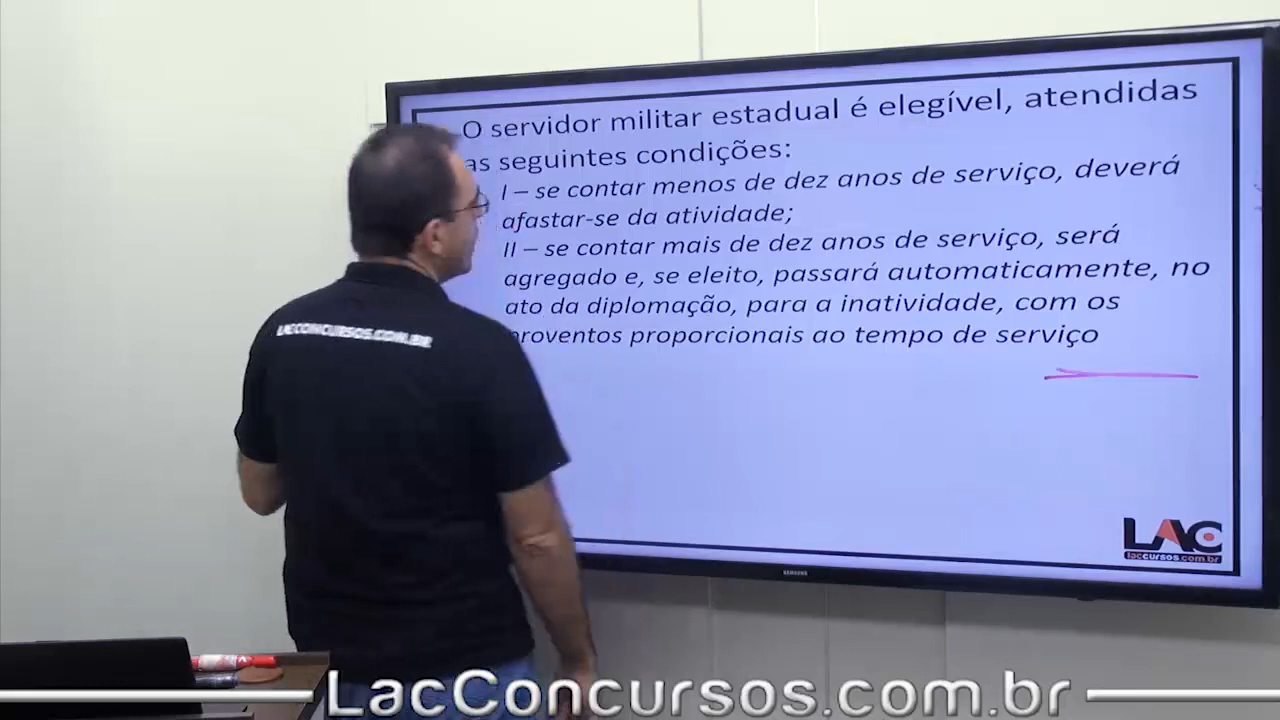 O servidor militar estadual é elegível, atendidas
as seguintes condições:
I – se contar menos de dez anos de serviço, deverá
afastar-se da atividade;
II – se contar mais de dez anos de serviço, será
agregado e, se eleito, passará automaticamente, no
ato da diplomação, para a inatividade, com os
proventos proporcionais ao tempo de serviço
LACCONCURSOS.COM.BR
LAC
laccursos.com.br
SAMSUNG
LacConcursos.com.br